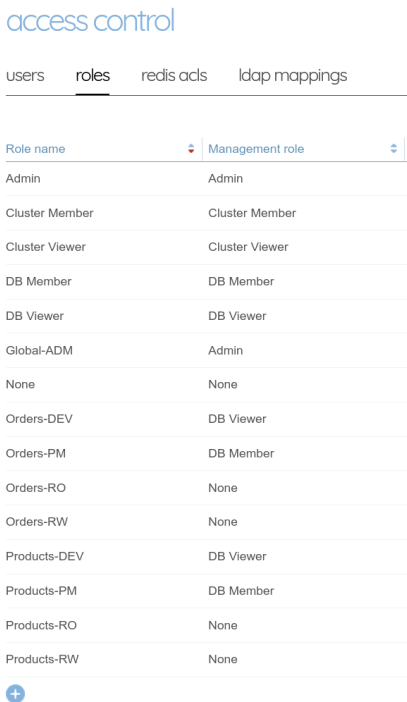 access control
users roles redis acls ldap mappings
Role name Management role
Admin Admin
Cluster Member Cluster Member
Cluster Viewer Cluster Viewer
DB Member DB Member
DB Viewer DB Viewer
Global-ADM Admin
None None
Orders-DEV DB Viewer
Orders-PM DB Member
Orders-RO None
Orders-RW None
Products-DEV DB Viewer
Products-PM DB Member
Products-RO None
Products-RW None